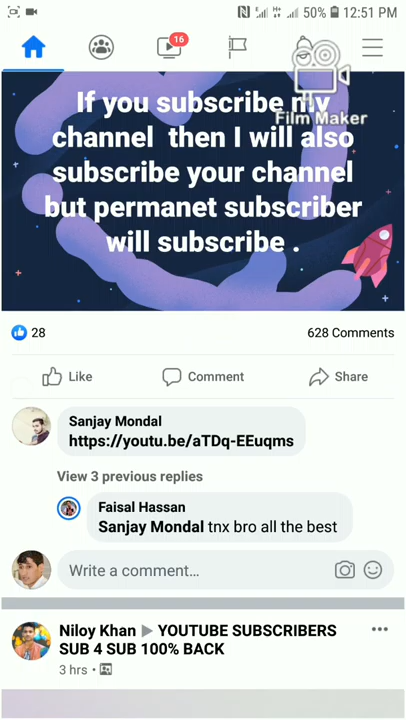 50% 12:51 PM
16
If you subscribe my
Film Maker
channel then I will also
subscribe your channel
but permanet subscriber
will subscribe .
28
628 Comments
Like
Comment
Share
Sanjay Mondal
https://youtu.be/aTDq-EEuqms
View 3 previous replies
Faisal Hassan
Sanjay Mondal tnx bro all the best
Write a comment...
Niloy Khan ▶ YOUTUBE SUBSCRIBERS
SUB 4 SUB 100% BACK
3 hrs •